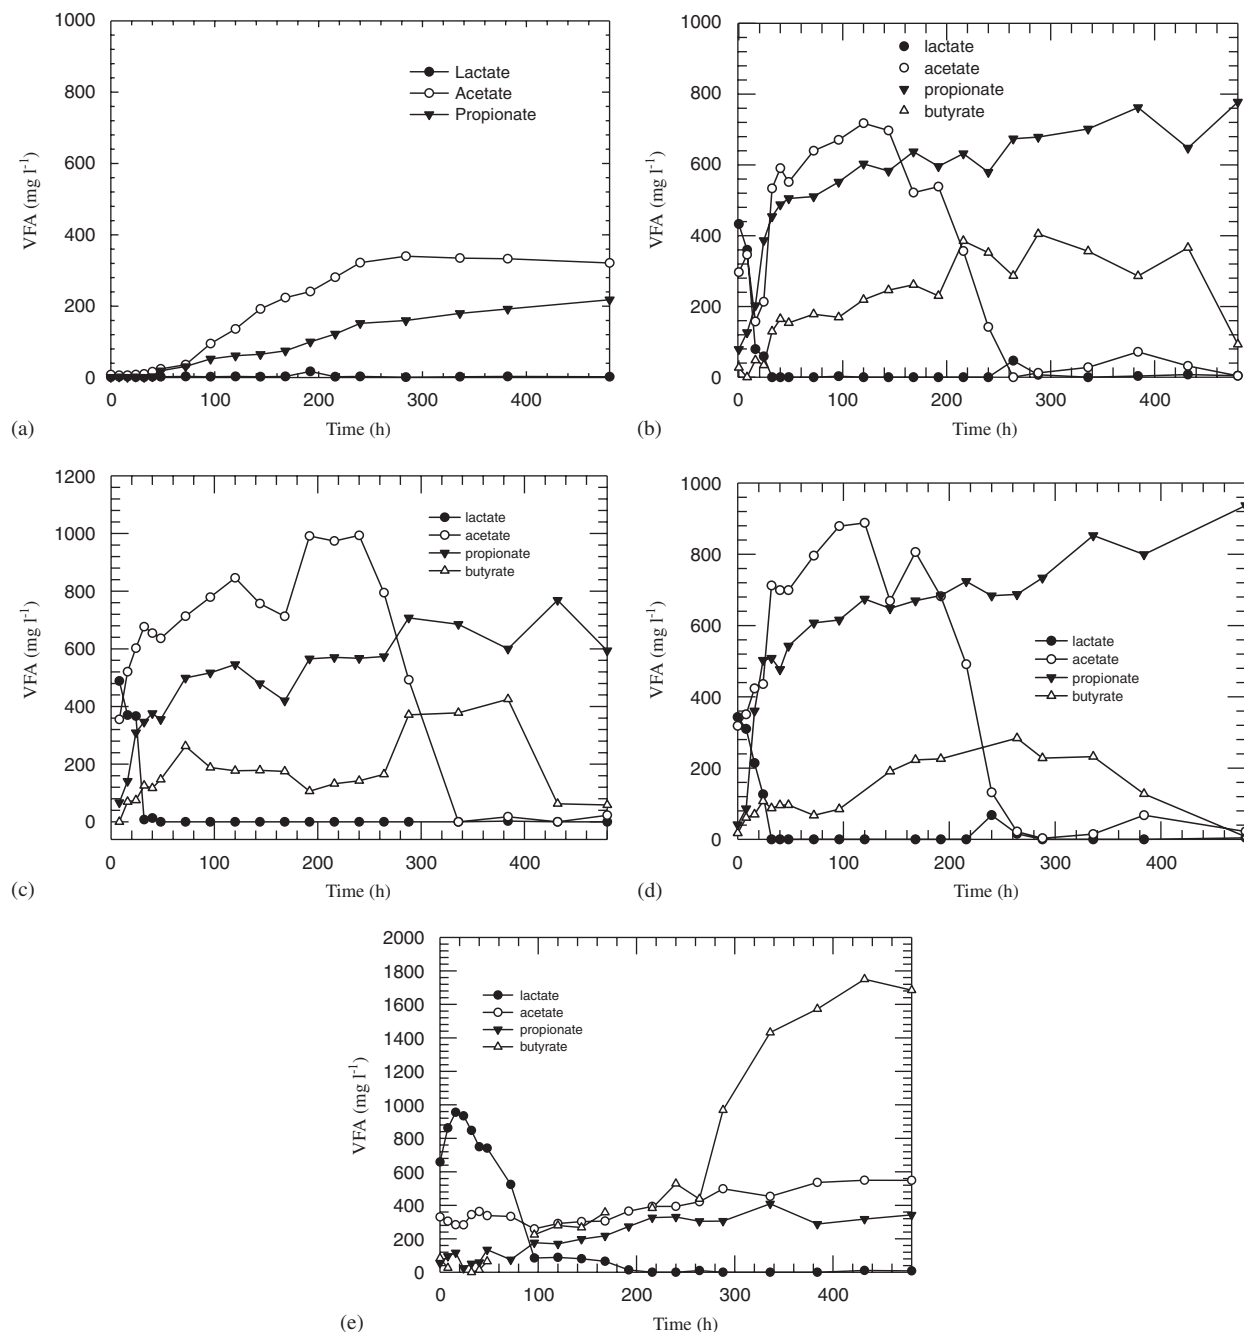 1000
800
600
400
200
0
VFA (mg l-1)
Lactate
Acetate
Propionate
0 100 200 300 400
Time (h)
(a)
1000
800
600
400
200
0
VFA (mg l-1)
lactate
acetate
propionate
butyrate
0 100 200 300 400
Time (h)
(b)
1200
1000
800
600
400
200
0
VFA (mg l-1)
lactate
acetate
propionate
butyrate
0 100 200 300 400
Time (h)
(c)
1000
800
600
400
200
0
VFA (mg l-1)
lactate
acetate
propionate
butyrate
0 100 200 300 400
Time (h)
(d)
2000
1800
1600
1400
1200
1000
800
600
400
200
0
VFA (mg l-1)
lactate
acetate
propionate
butyrate
0 100 200 300 400
Time (h)
(e)